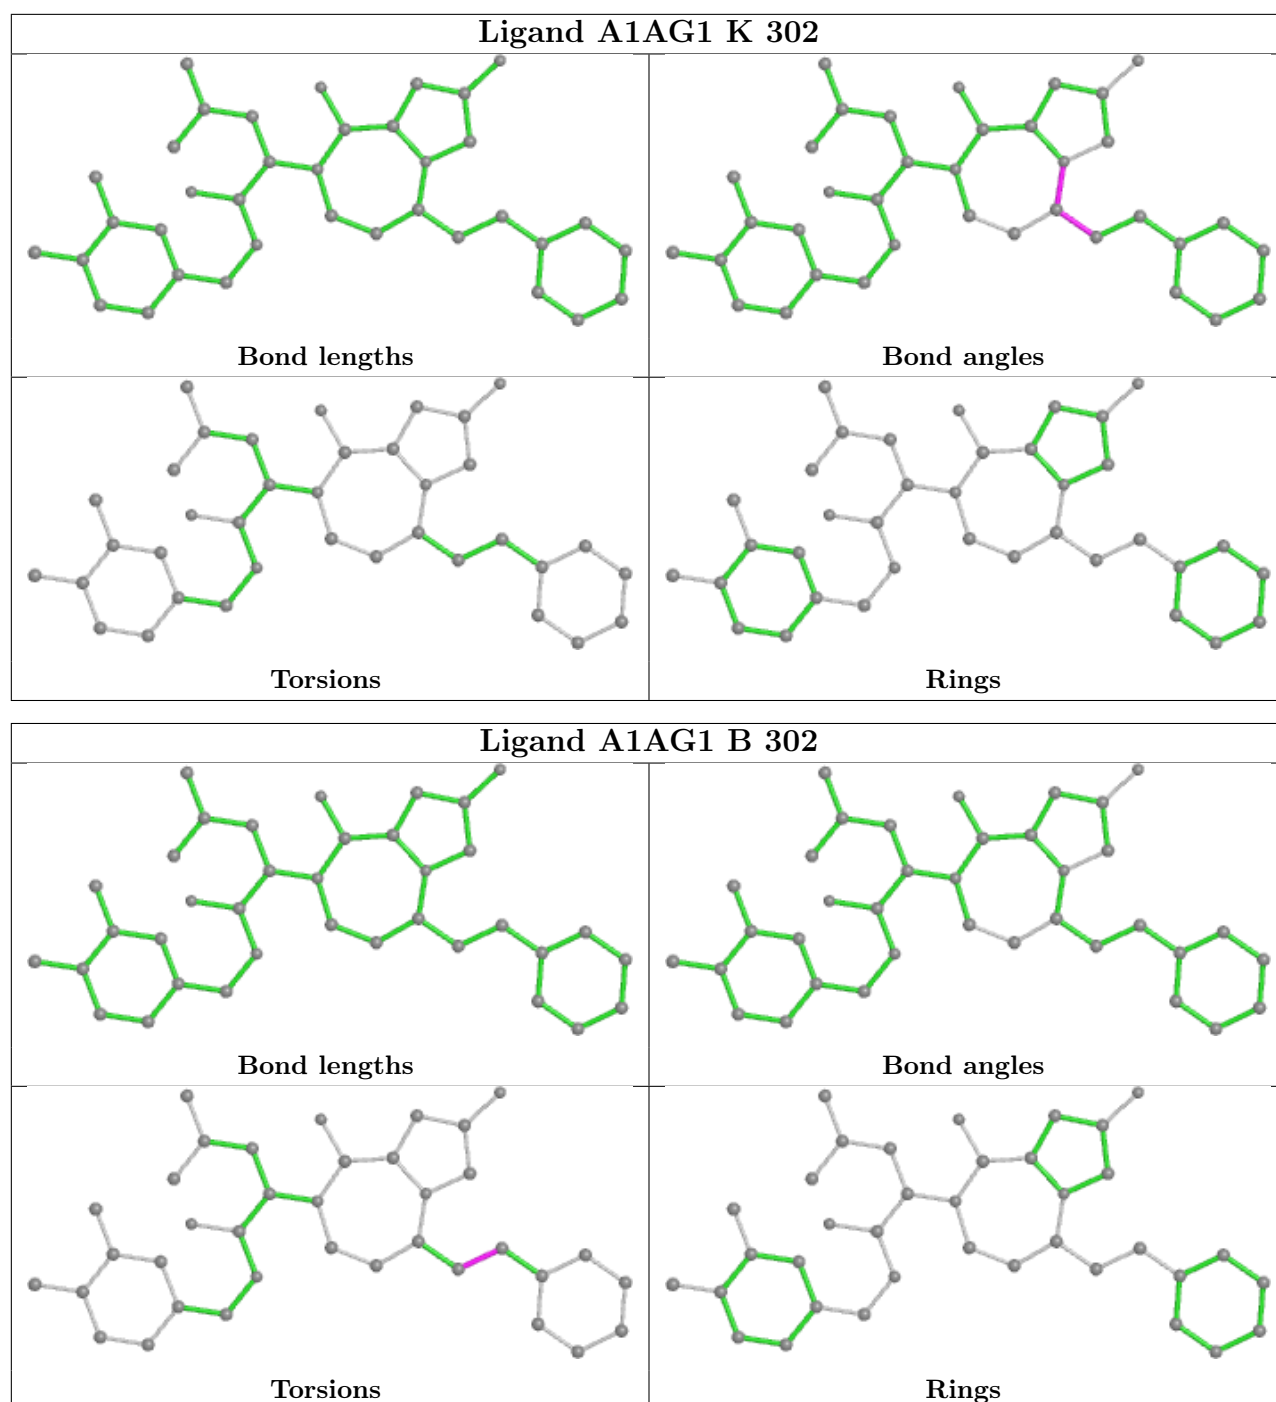 Ligand A1AG1 K 302
Bond lengths
Bond angles
Torsions
Rings
Ligand A1AG1 B 302
Bond lengths
Bond angles
Torsions
Rings